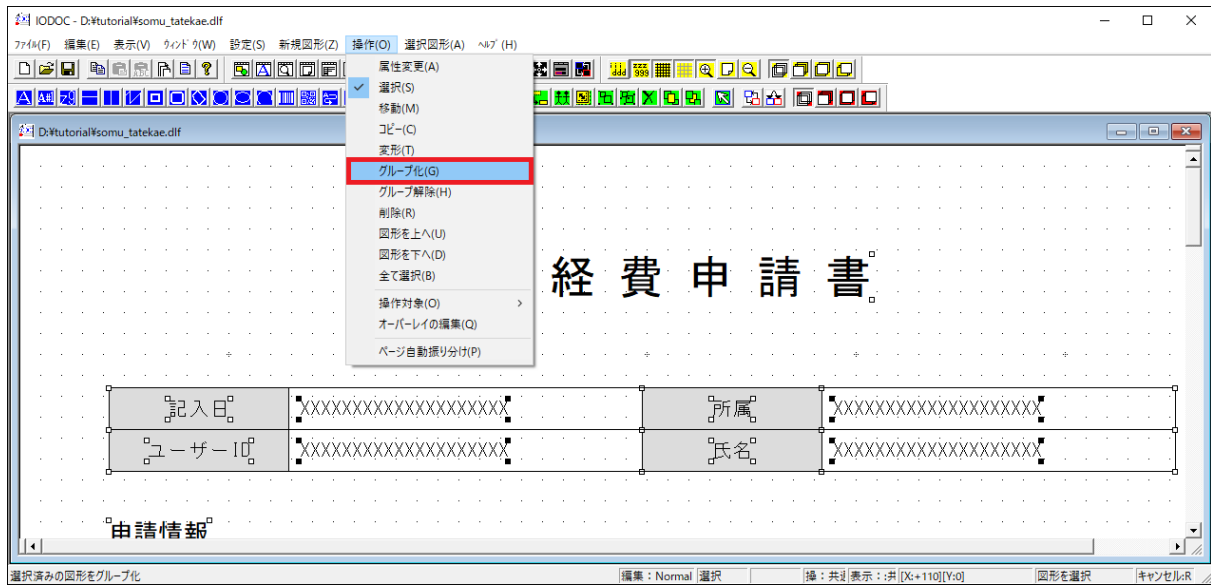 IODOC - D:¥tutorial¥somu_tatekae.dlf
ﾌｧｲﾙ(F) 編集(E) 表示(V) ｳｨﾝﾄﾞｳ(W) 設定(S) 新規図形(Z) 操作(O) 選択図形(A) ﾍﾙﾌﾟ(H)
属性変更(A)
選択(S)
移動(M)
コピー(C)
変形(T)
グループ化(G)
グループ解除(H)
削除(R)
図形を上へ(U)
図形を下へ(D)
全て選択(B)
操作対象(O)
オーバーレイの編集(Q)
ページ自動振り分け(P)
D:¥tutorial¥somu_tatekae.dlf
経費申請書
記入日 XXXXXXXXXXXXXXXXXXXX 所属 XXXXXXXXXXXXXXXXXXXX
ユーザーID XXXXXXXXXXXXXXXXXXXX 氏名 XXXXXXXXXXXXXXXXXXXX
申請情報
選択済みの図形をグループ化 編集：Normal 選択 表示：:共 [X:+110][Y:0] 図形を選択 キャンセル:R